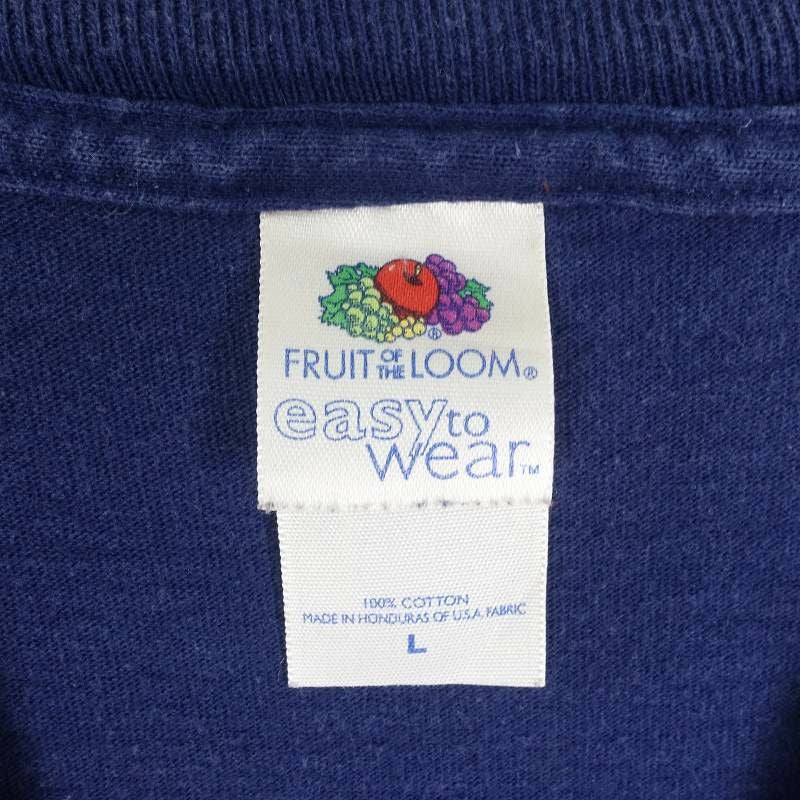 ®
FRUIT OF THE LOOM®
easy to
wear™
100% COTTON
MADE IN HONDURAS OF U.S.A. FABRIC
L